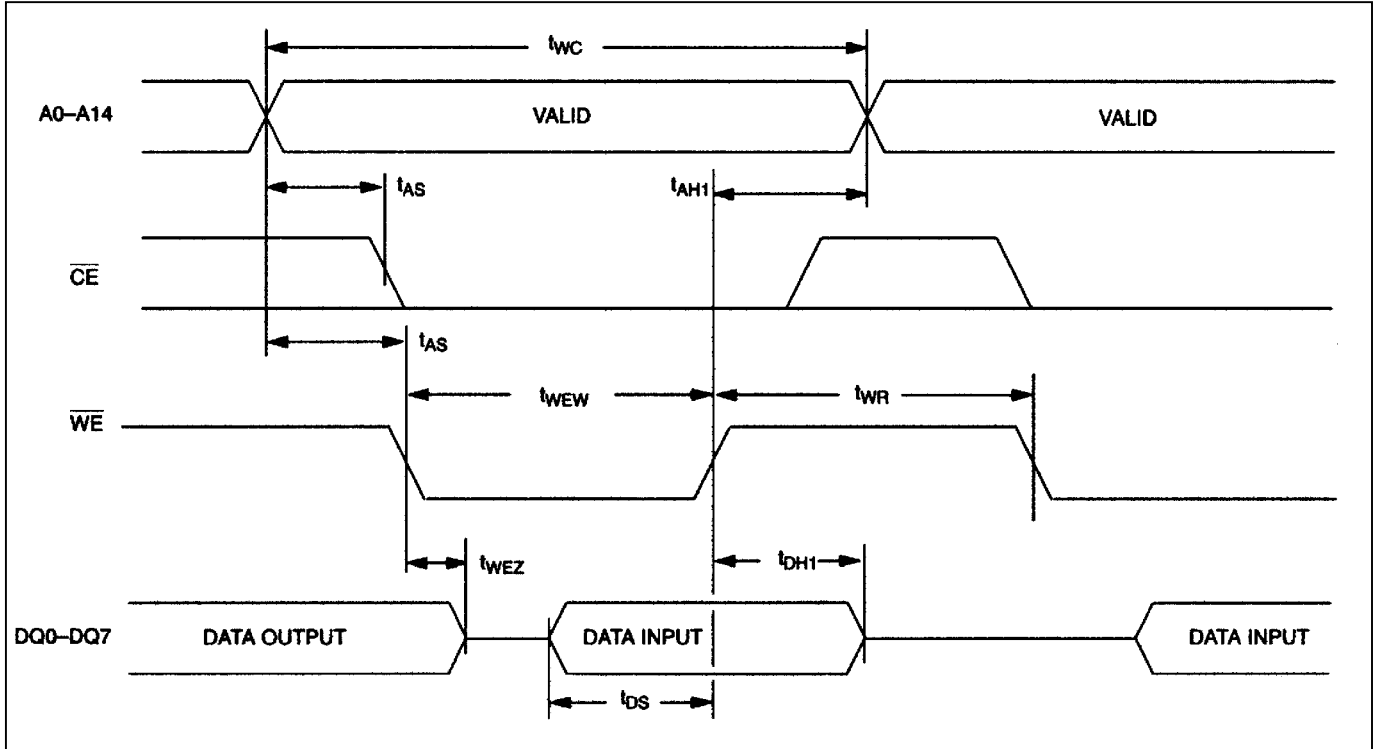 tWC
A0–A14 VALID VALID
tAS tAH1
CE
tAS
tWEW tWR
WE
tWEZ tDH1
DQ0–DQ7 DATA OUTPUT DATA INPUT DATA INPUT
tDS